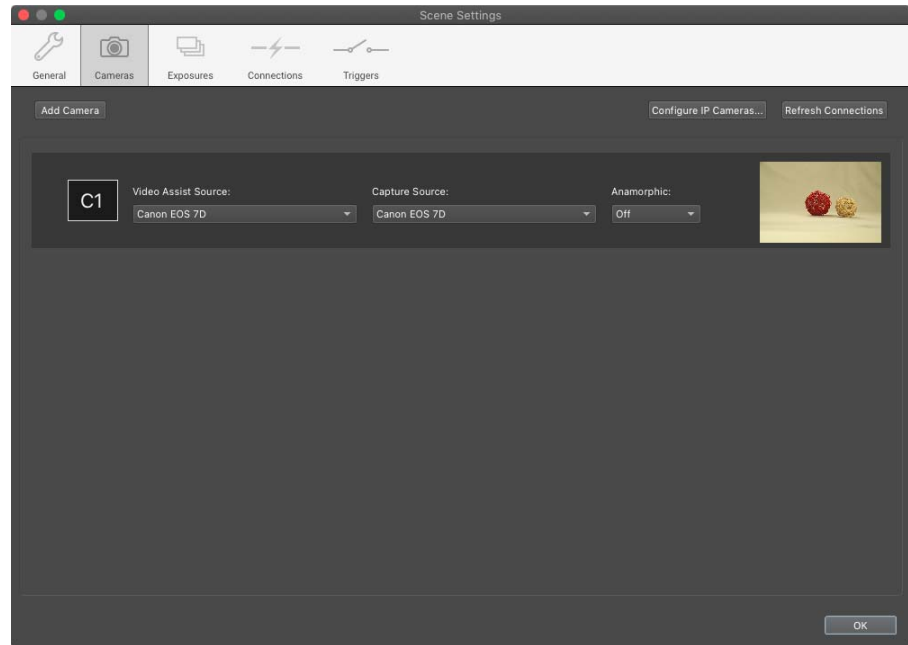 Scene Settings
General Cameras Exposures Connections Triggers
Add Camera Configure IP Cameras... Refresh Connections
C1
Video Assist Source: Capture Source: Anamorphic:
Canon EOS 7D Canon EOS 7D Off
OK